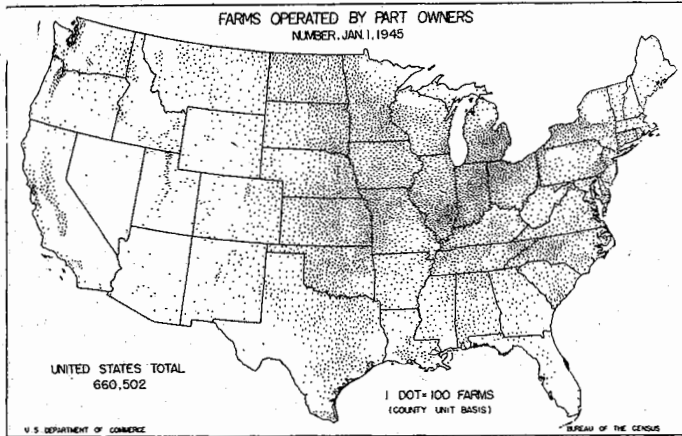 FARMS OPERATED BY PART OWNERS
NUMBER, JAN. 1, 1945
UNITED STATES TOTAL
660,502
1 DOT = 100 FARMS
(COUNTY UNIT BASIS)
U. S. DEPARTMENT OF COMMERCE
BUREAU OF THE CENSUS